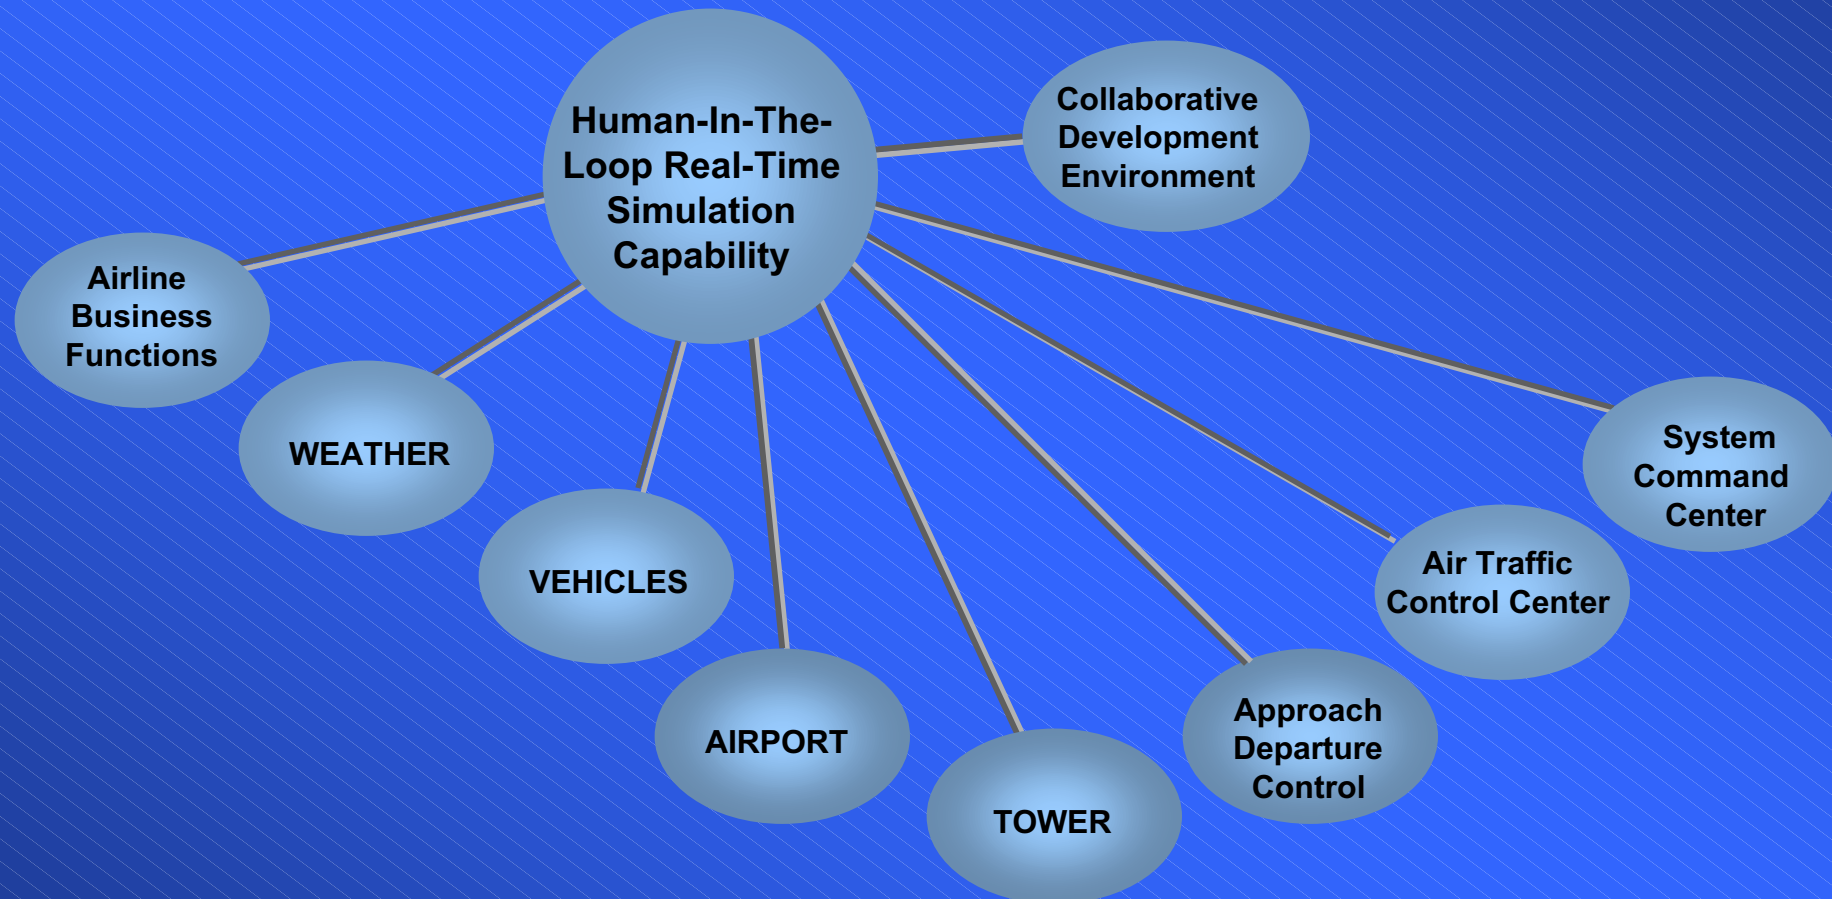 Human-In-The-
Loop Real-Time
Simulation
Capability
Collaborative
Development
Environment
Airline
Business
Functions
WEATHER
VEHICLES
AIRPORT
TOWER
Approach
Departure
Control
Air Traffic
Control Center
System
Command
Center